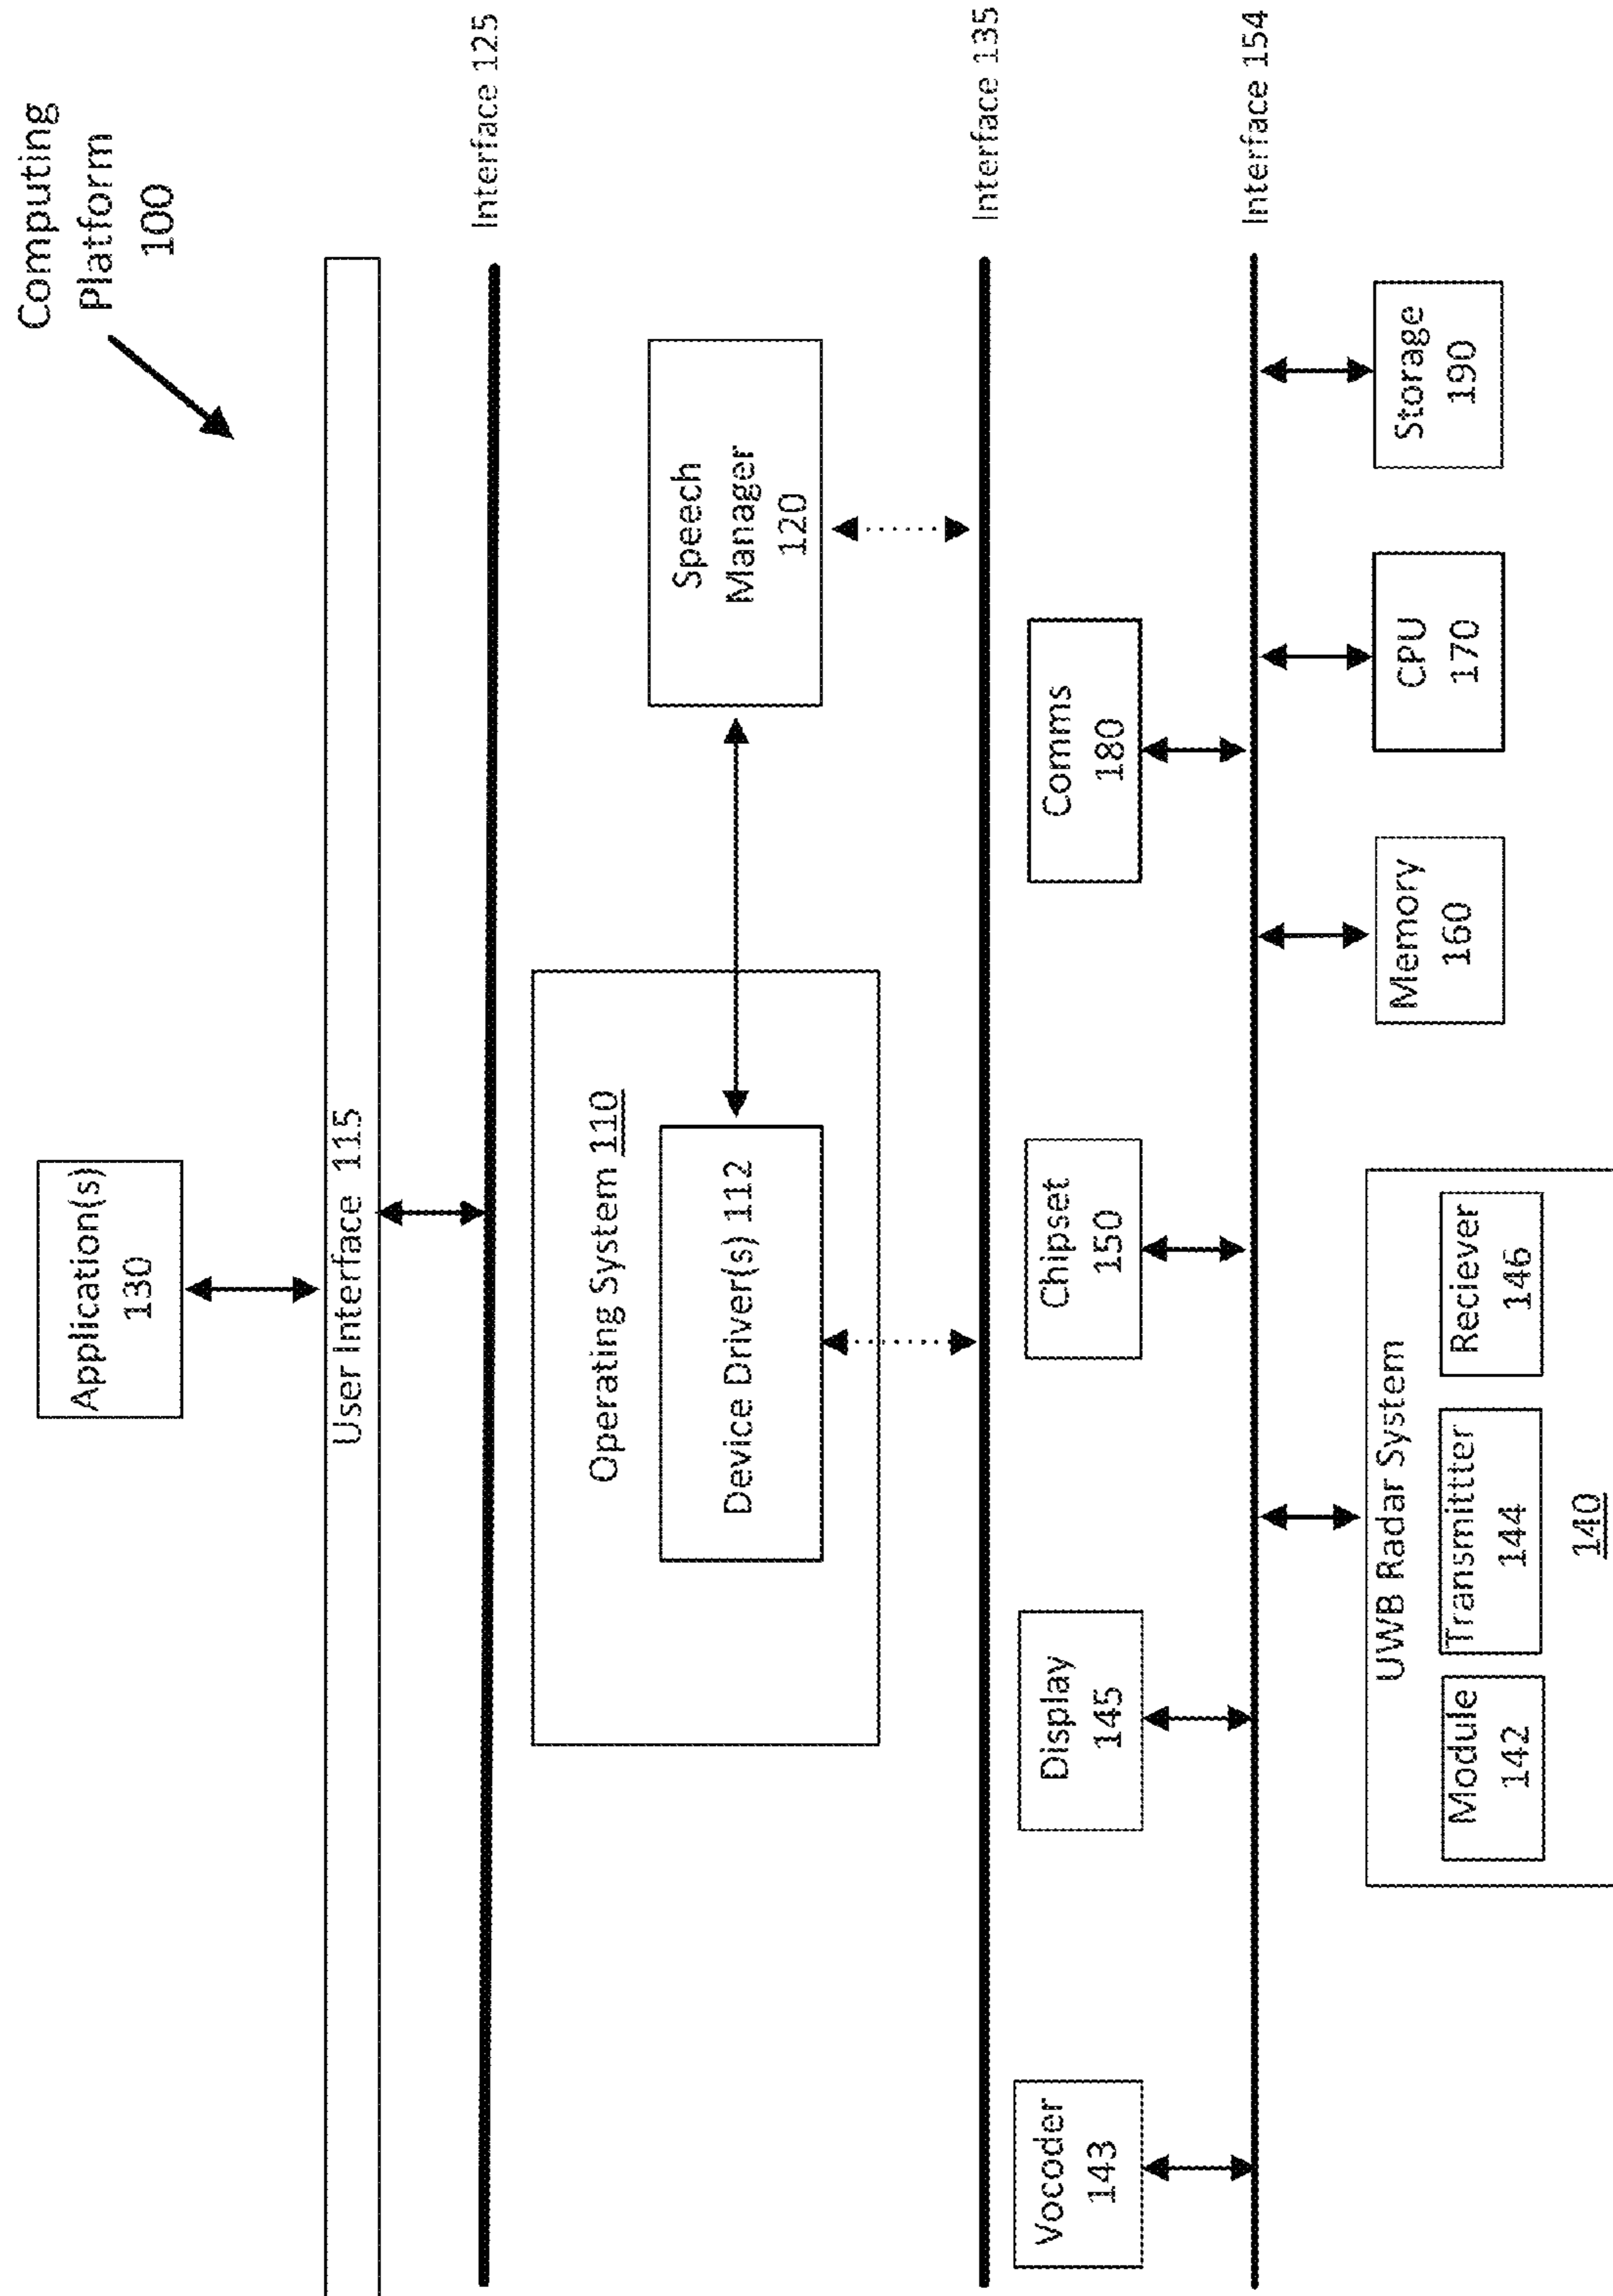 Computing
Platform
100
Application(s)
130
User Interface 115
Interface 125
Operating System 110
Device Driver(s) 112
Speech
Manager
120
Interface 135
Vocoder
143
Display
145
Chipset
150
Comms
180
Interface 154
UWB Radar System
Module
142
Transmittter
144
Reciever
146
140
Memory
160
CPU
170
Storage
190